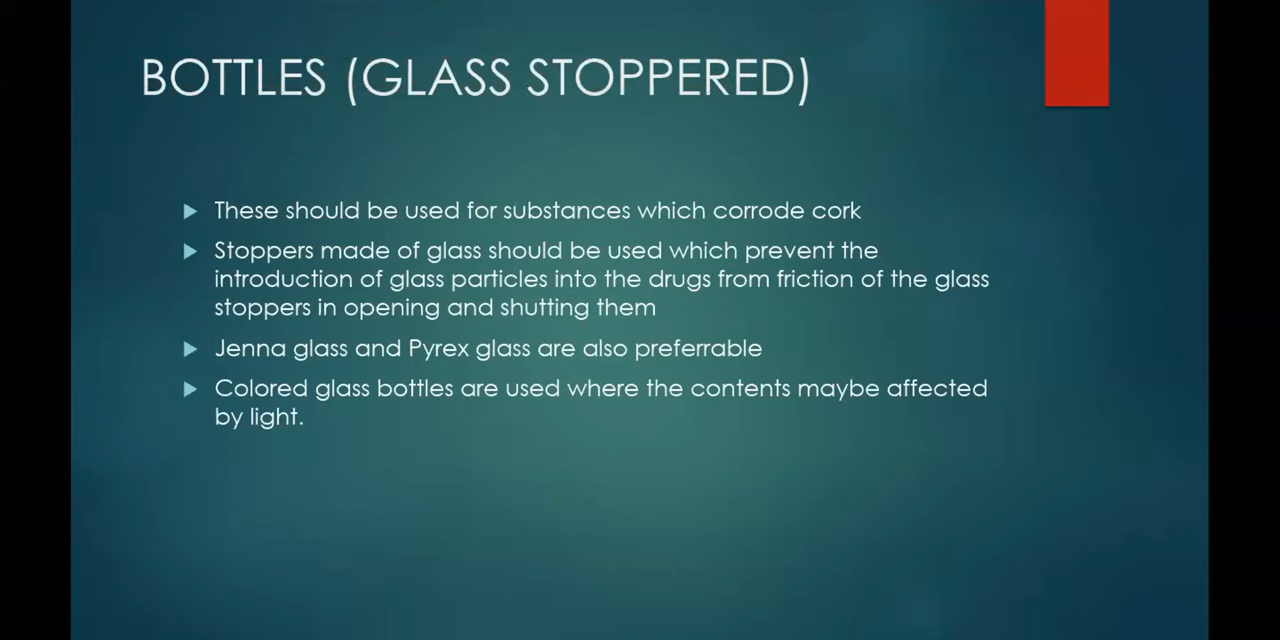 BOTTLES (GLASS STOPPERED)
These should be used for substances which corrode cork
Stoppers made of glass should be used which prevent the
introduction of glass particles into the drugs from friction of the glass
stoppers in opening and shutting them
Jenna glass and Pyrex glass are also preferrable
Colored glass bottles are used where the contents maybe affected
by light.